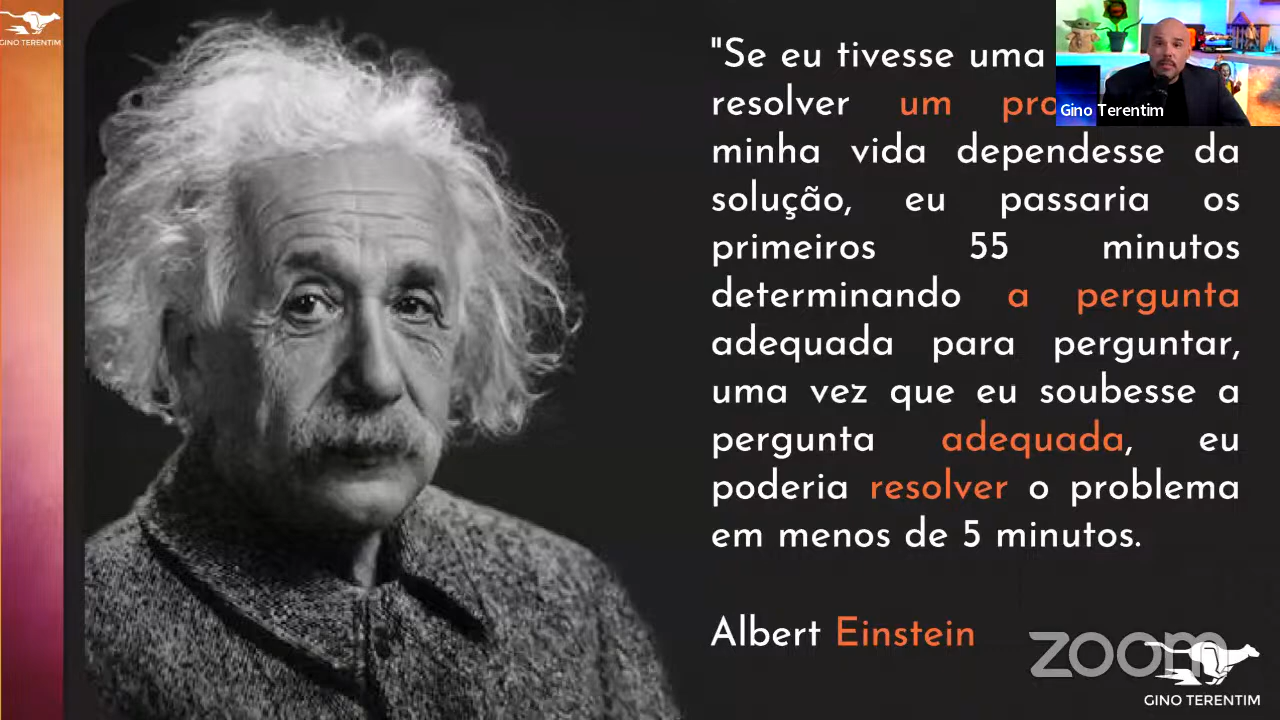 GINO TERENTIM
"Se eu tivesse uma
resolver um
minha vida dependesse da
solução, eu passaria os
primeiros 55 minutos
determinando a pergunta
adequada para perguntar,
uma vez que eu soubesse a
pergunta adequada, eu
poderia resolver o problema
em menos de 5 minutos.
Albert Einstein
Gino Terentim
zoom
GINO TERENTIM